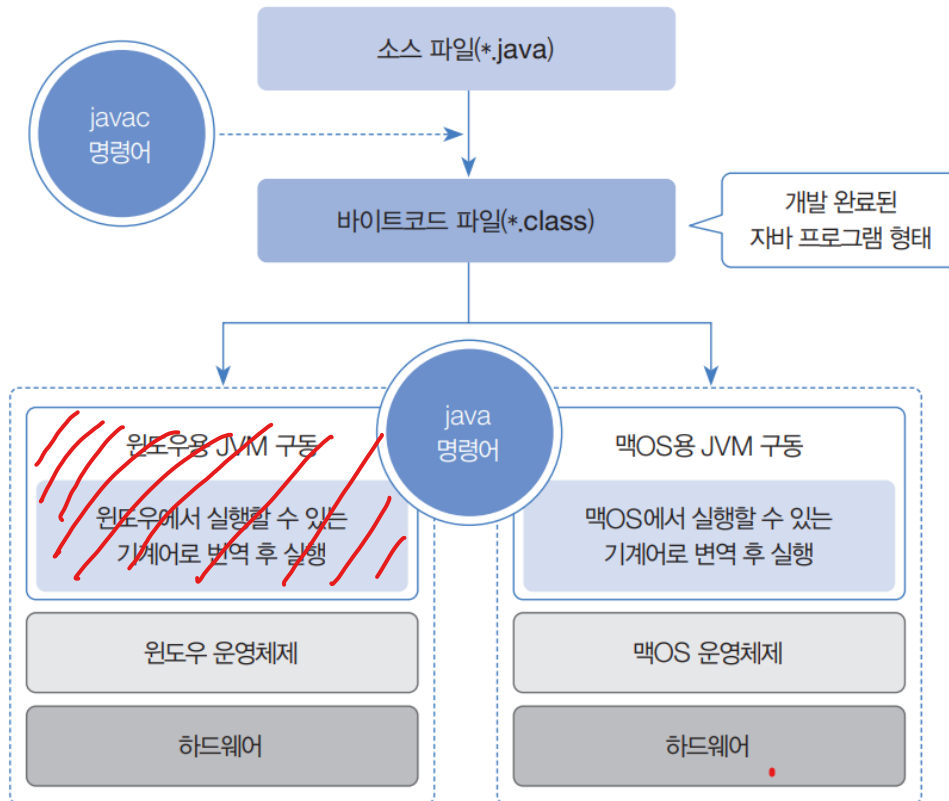 소스 파일(*.java)
javac
명령어
바이트코드 파일(*.class)
개발 완료된
자바 프로그램 형태
java
명령어
윈도우용 JVM 구동
윈도우에서 실행할 수 있는
기계어로 번역 후 실행
윈도우 운영체제
하드웨어
맥OS용 JVM 구동
맥OS에서 실행할 수 있는
기계어로 변역 후 실행
맥OS 운영체제
하드웨어